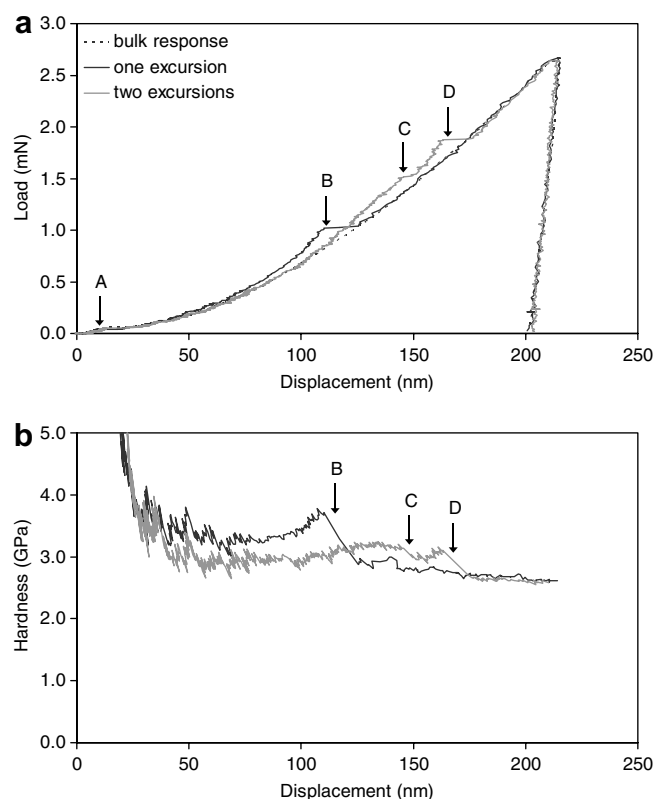 a
3.0
2.5
2.0
1.5
1.0
0.5
0.0
Load (mN)
bulk response
one excursion
two excursions
A
B
C
D
0 50 100 150 200 250
Displacement (nm)
b
5.0
4.0
3.0
2.0
1.0
0.0
Hardness (GPa)
B
C
D
0 50 100 150 200 250
Displacement (nm)